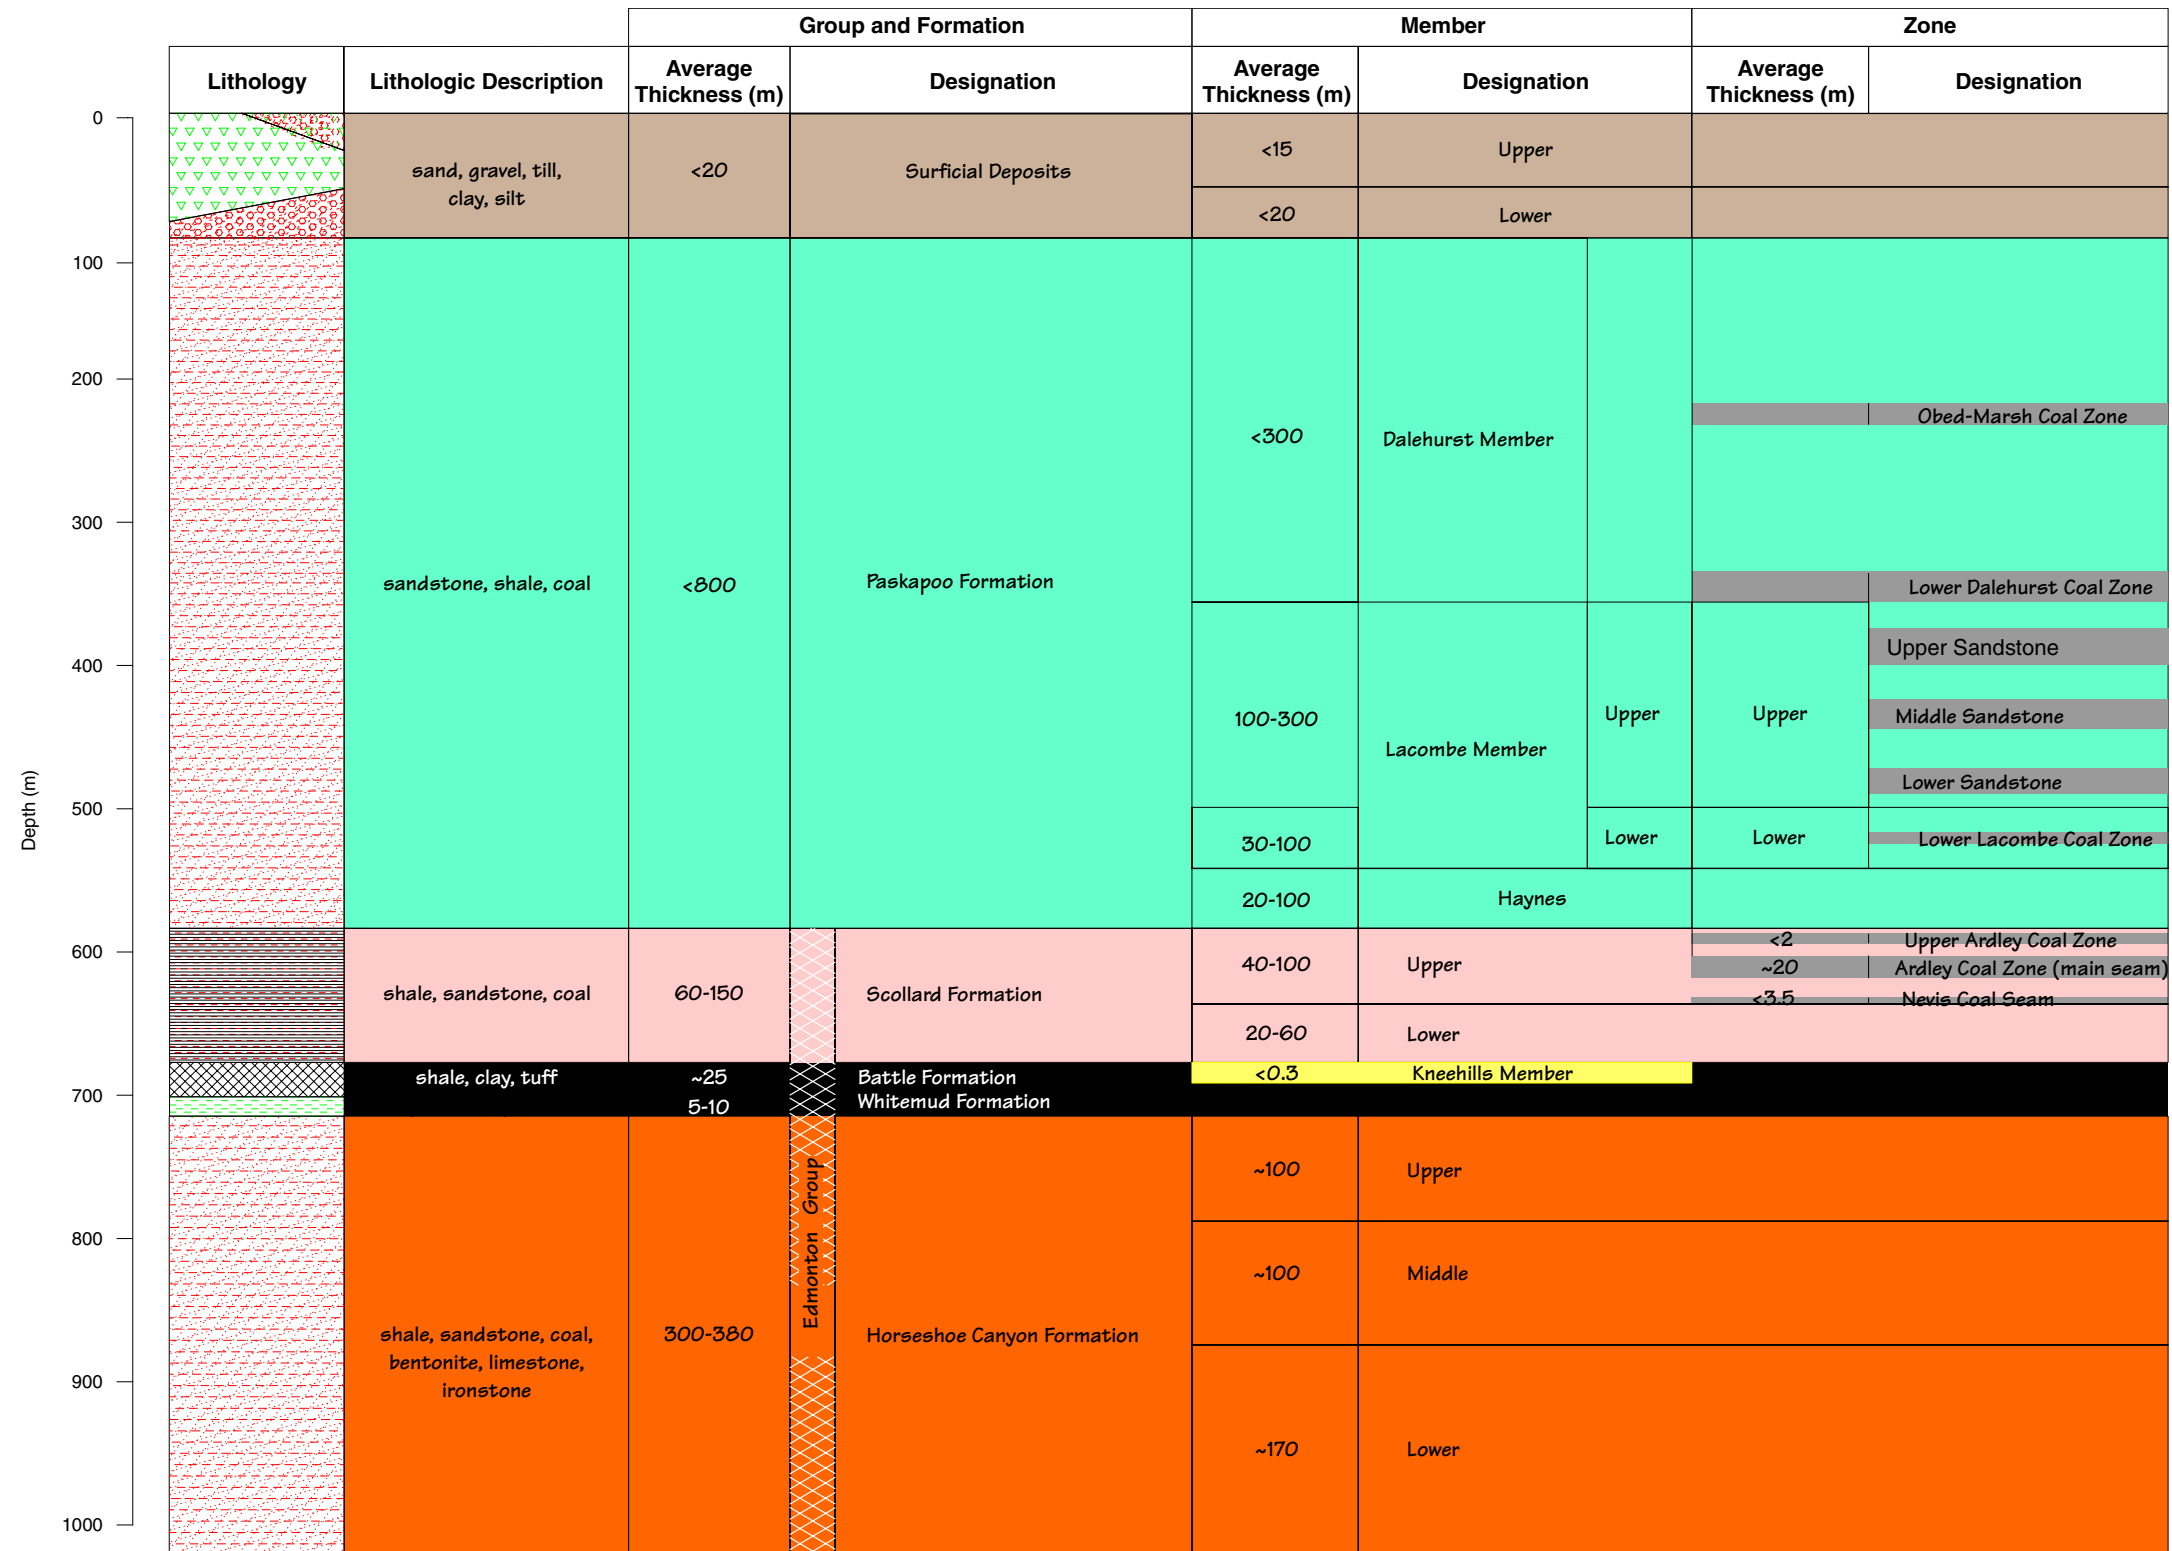 Group and Formation
Member
Zone
Lithology
Lithologic Description
Average
Thickness (m)
Designation
Average
Thickness (m)
Designation
Average
Thickness (m)
Designation
Depth (m)
0
100
200
300
400
500
600
700
800
900
1000
sand, gravel, till,
clay, silt
<20
Surficial Deposits
<15
Upper
<20
Lower
sandstone, shale, coal
<800
Paskapoo Formation
<300
Dalehurst Member
Obed-Marsh Coal Zone
Lower Dalehurst Coal Zone
100-300
Lacombe Member
Upper
Upper
Upper Sandstone
Middle Sandstone
Lower Sandstone
30-100
Lower
Lower
Lower Lacombe Coal Zone
20-100
Haynes
shale, sandstone, coal
60-150
Scollard Formation
40-100
Upper
<2
Upper Ardley Coal Zone
~20
Ardley Coal Zone (main seam)
<3.5
Nevis Coal Seam
20-60
Lower
shale, clay, tuff
~25
Battle Formation
<0.3
Kneehills Member
5-10
Whitemud Formation
Edmonton Group
shale, sandstone, coal,
bentonite, limestone,
ironstone
300-380
Horseshoe Canyon Formation
~100
Upper
~100
Middle
~170
Lower